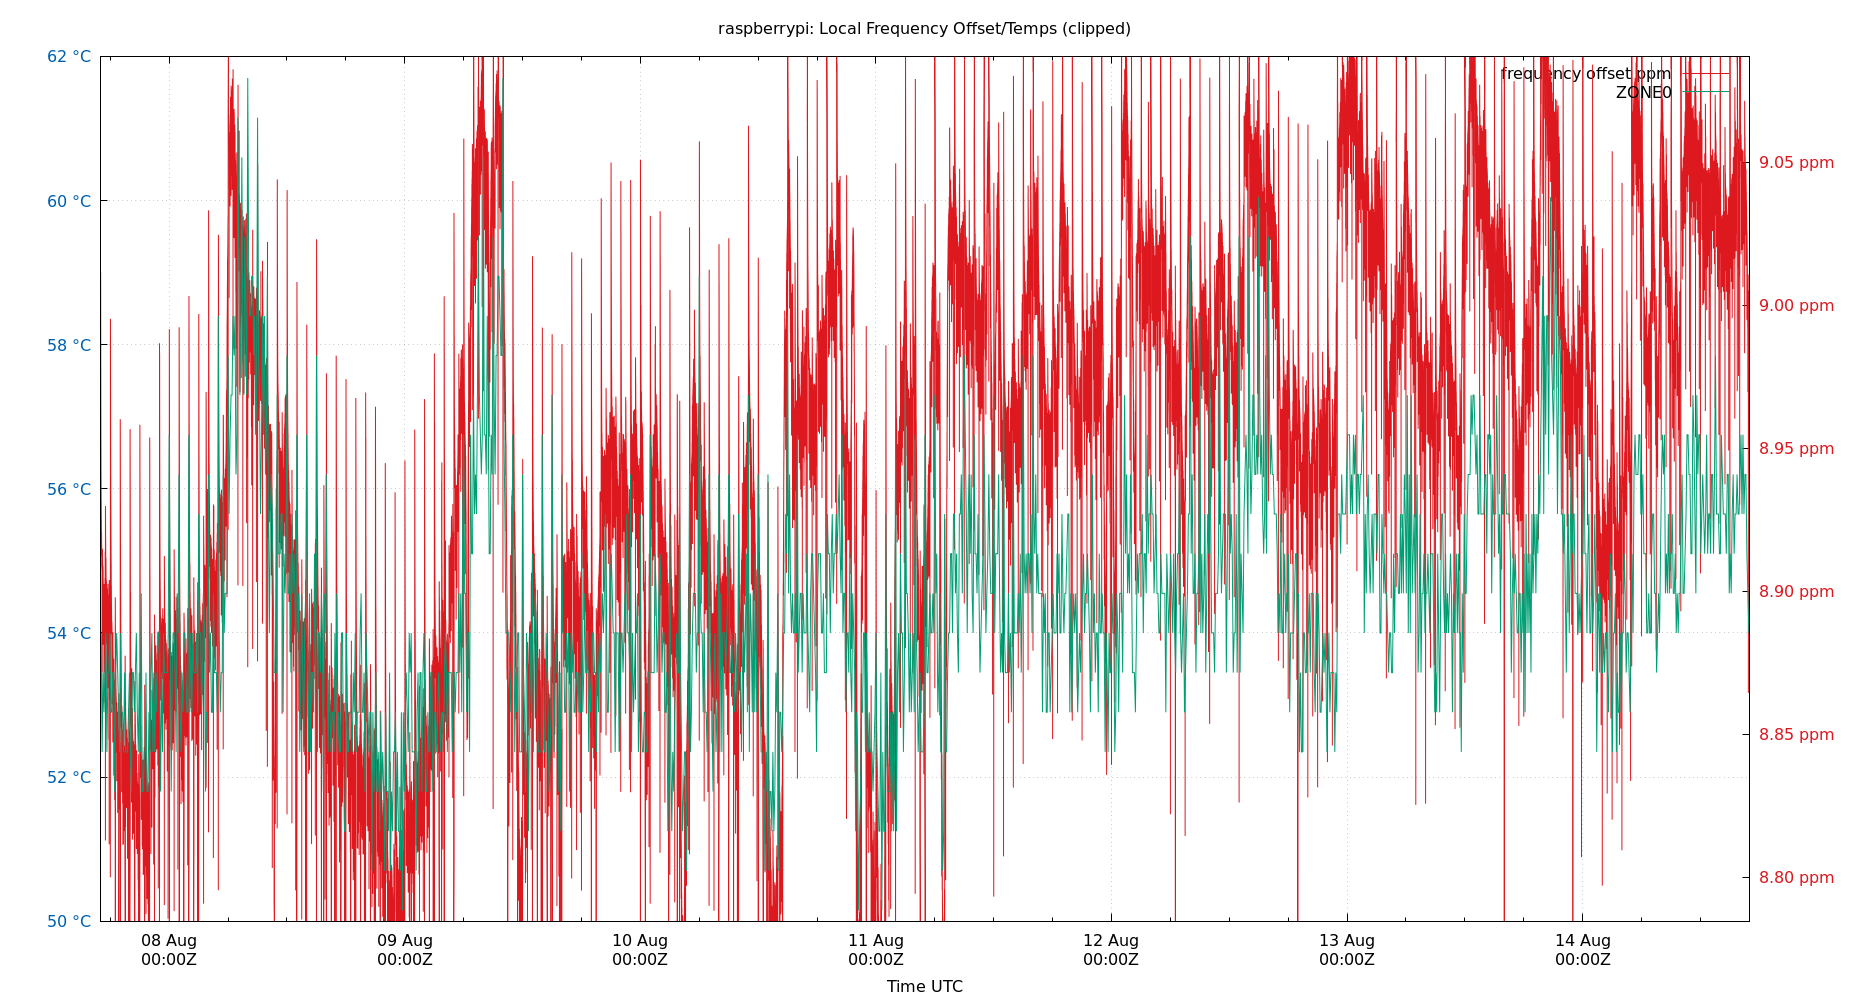 raspberrypi: Local Frequency Offset/Temps (clipped)
62 °C
60 °C
58 °C
56 °C
54 °C
52 °C
50 °C
frequency offset ppm
ZONE0
9.05 ppm
9.00 ppm
8.95 ppm
8.90 ppm
8.85 ppm
8.80 ppm
08 Aug 09 Aug 10 Aug 11 Aug 12 Aug 13 Aug 14 Aug
00:00Z 00:00Z 00:00Z 00:00Z 00:00Z 00:00Z 00:00Z
Time UTC